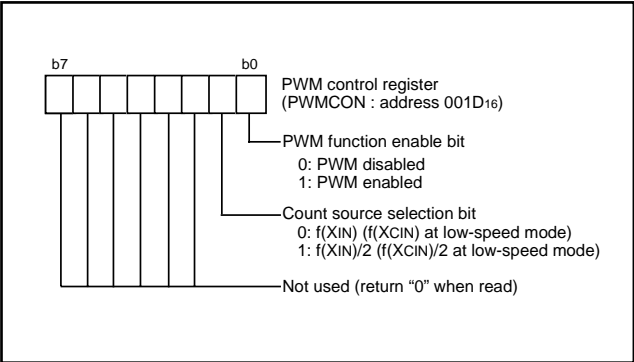 b7 b0
PWM control register
(PWMCON : address 001D16)
PWM function enable bit
0: PWM disabled
1: PWM enabled
Count source selection bit
0: f(XIN) (f(XCIN) at low-speed mode)
1: f(XIN)/2 (f(XCIN)/2 at low-speed mode)
Not used (return “0” when read)